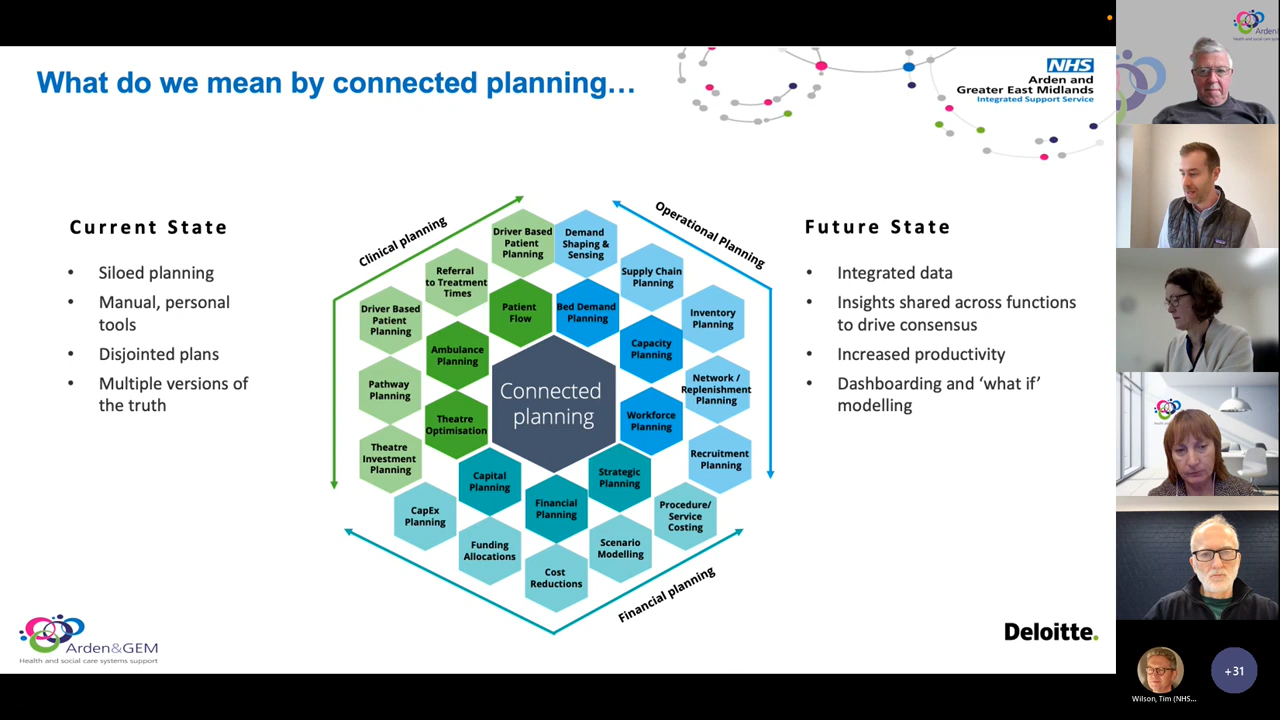 What do we mean by connected planning...
NHS
Arden and
Greater East Midlands
Integrated Support Service
Current State
• Siloed planning
• Manual, personal
tools
• Disjointed plans
• Multiple versions of
the truth
Clinical planning
Operational Planning
Financial planning
Driver Based
Patient
Planning
Demand
Shaping &
Sensing
Referral
to Treatment
Times
Supply Chain
Planning
Driver Based
Patient
Planning
Patient
Flow
Bed Demand
Planning
Inventory
Planning
Ambulance
Planning
Capacity
Planning
Pathway
Planning
Connected
planning
Network /
Replenishment
Planning
Theatre
Optimisation
Workforce
Planning
Theatre
Investment
Planning
Recruitment
Planning
Capital
Planning
Strategic
Planning
CapEx
Planning
Financial
Planning
Procedure/
Service
Costing
Funding
Allocations
Scenario
Modelling
Cost
Reductions
Future State
• Integrated data
• Insights shared across functions
to drive consensus
• Increased productivity
• Dashboarding and ‘what if’
modelling
Arden&GEM
Health and social care systems support
Deloitte.
Wilson, Tim (NHS...
+31